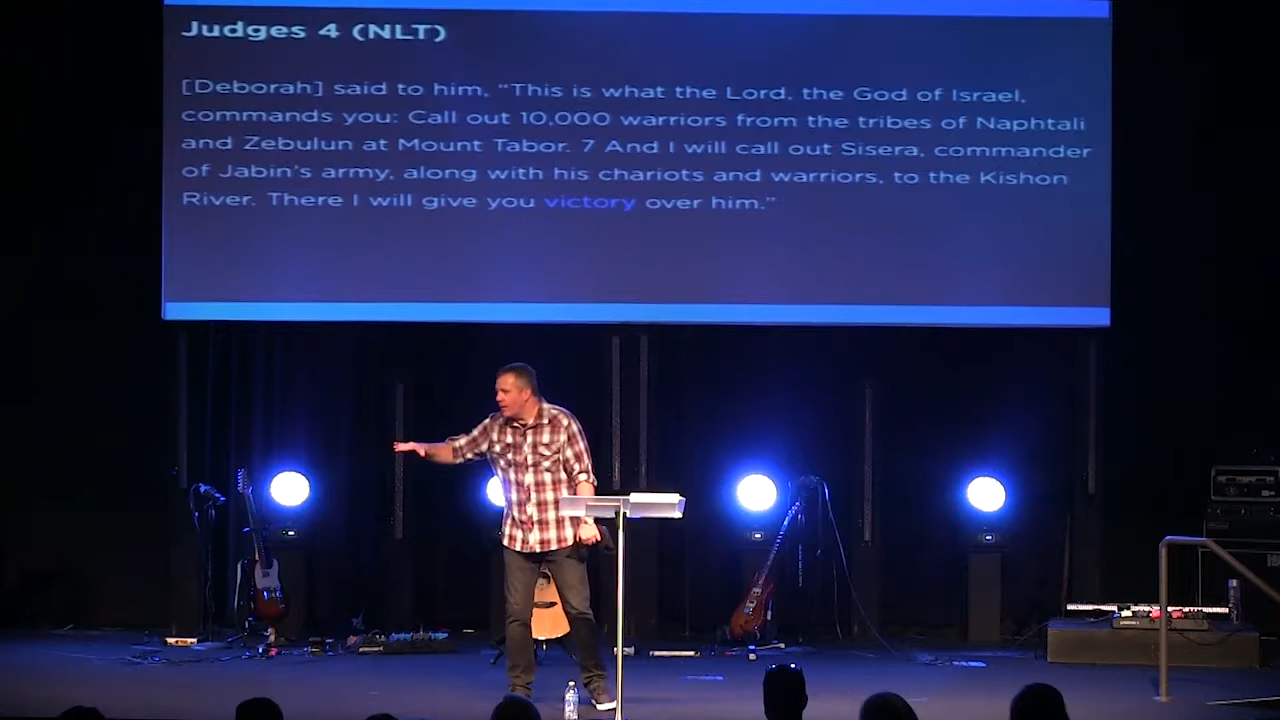 Judges 4 (NLT)
[Deborah] said to him, "This is what the Lord, the God of Israel,
commands you: Call out 10,000 warriors from the tribes of Naphtali
and Zebulun at Mount Tabor. 7 And I will call out Sisera, commander
of Jabin's army, along with his chariots and warriors, to the Kishon
River. There I will give you victory over him."